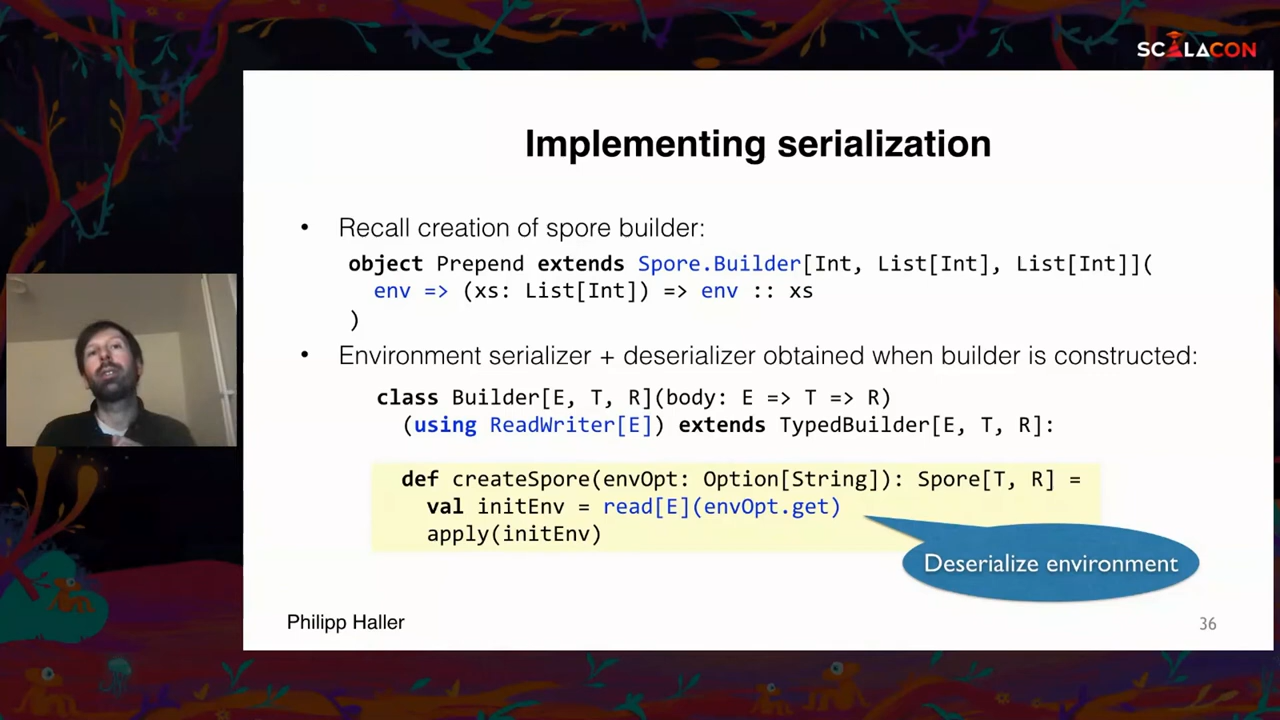 SCALACON
Implementing serialization
• Recall creation of spore builder:
object Prepend extends Spore.Builder[Int, List[Int], List[Int]](
env => (xs: List[Int]) => env :: xs
)
• Environment serializer + deserializer obtained when builder is constructed:
class Builder[E, T, R](body: E => T => R)
(using ReadWriter[E]) extends TypedBuilder[E, T, R]:
def createSpore(envOpt: Option[String]): Spore[T, R] =
val initEnv = read[E](envOpt.get)
apply(initEnv)
Deserialize environment
Philipp Haller
36